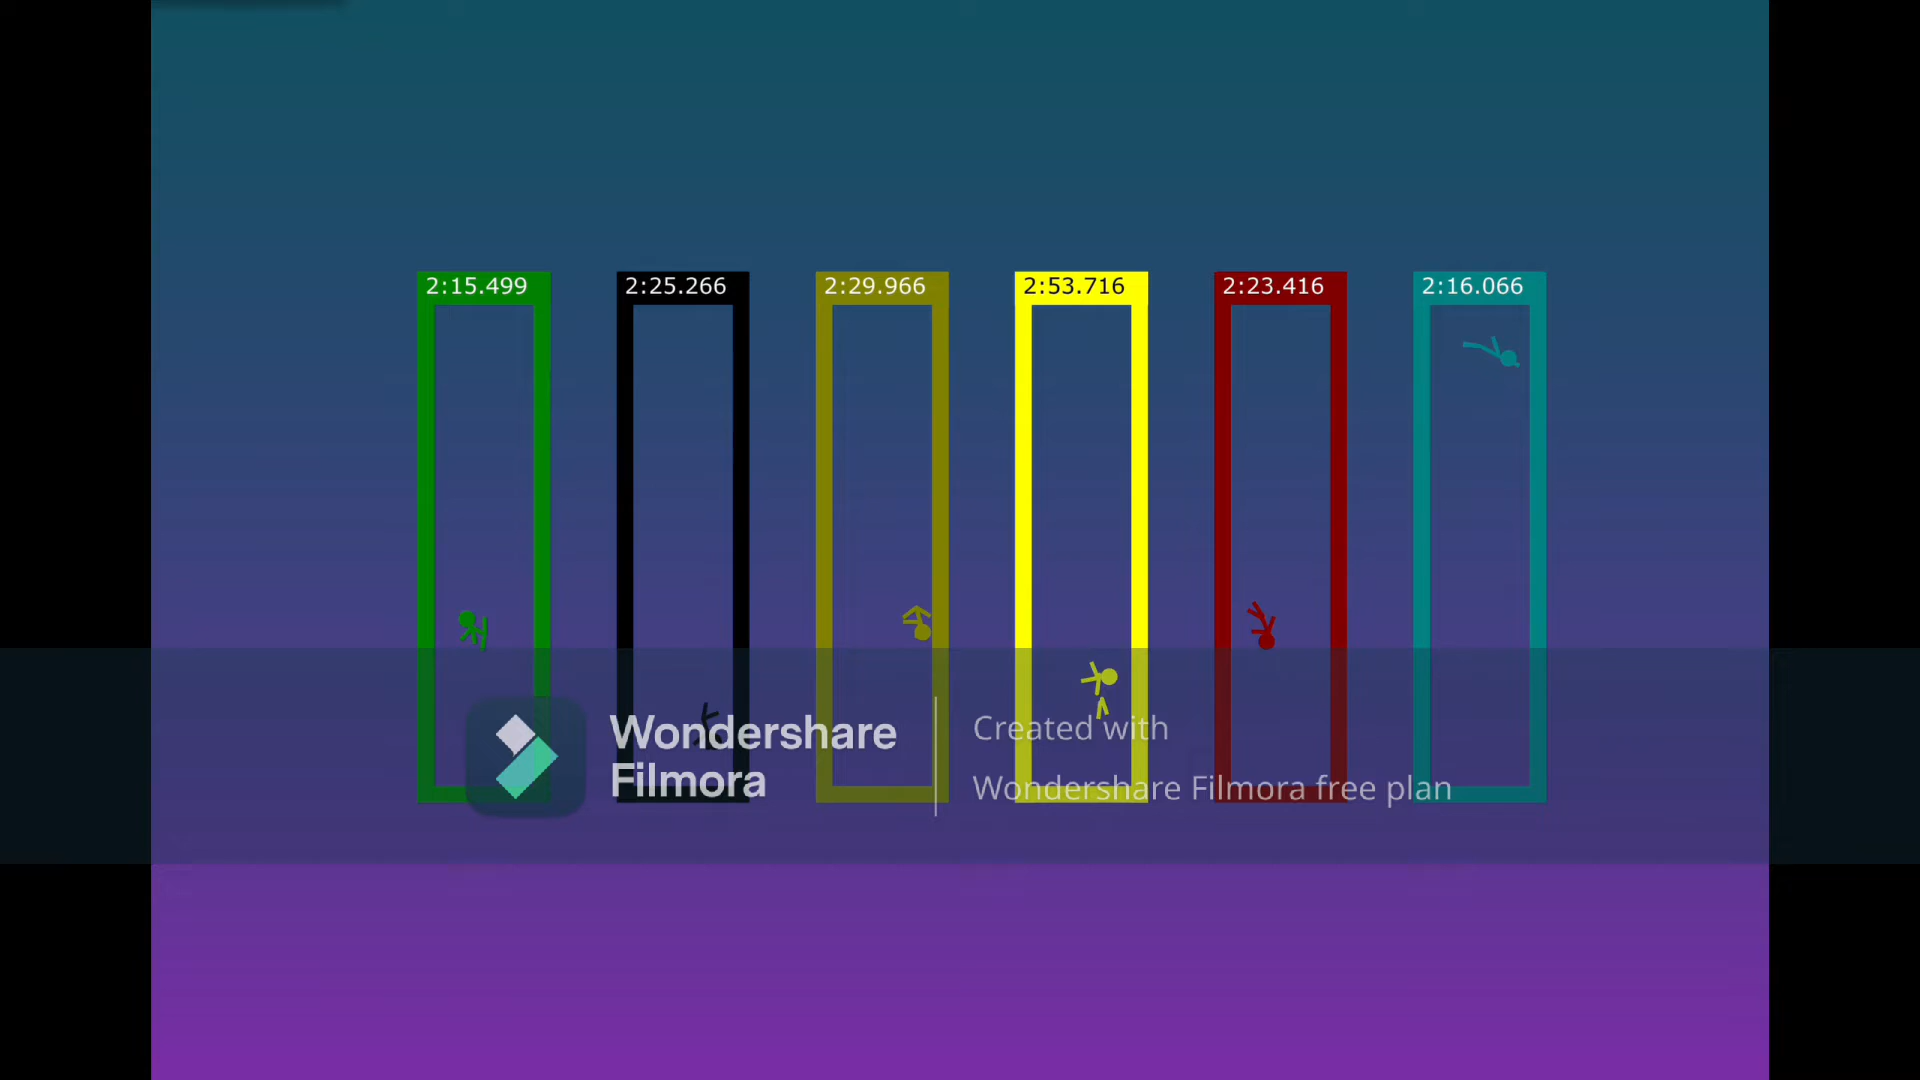 2:15.499 2:25.266 2:29.966 2:53.716 2:23.416 2:16.066
Wondershare
Filmora
Created with
Wondershare Filmora free plan